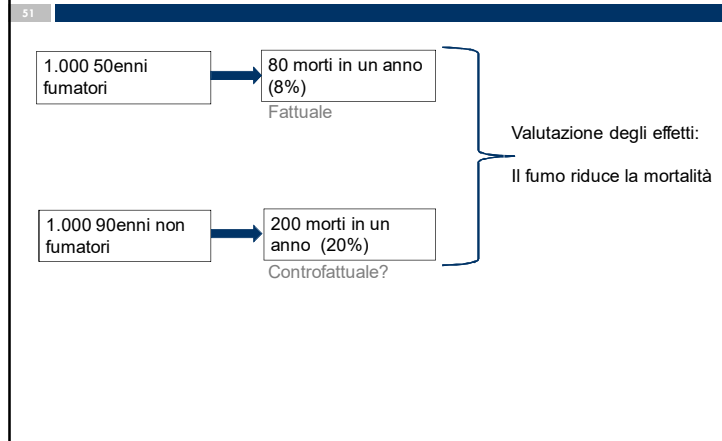 51
1.000 50enni
fumatori
80 morti in un anno
(8%)
Fattuale
Valutazione degli effetti:
Il fumo riduce la mortalità
1.000 90enni non
fumatori
200 morti in un
anno (20%)
Controfattuale?